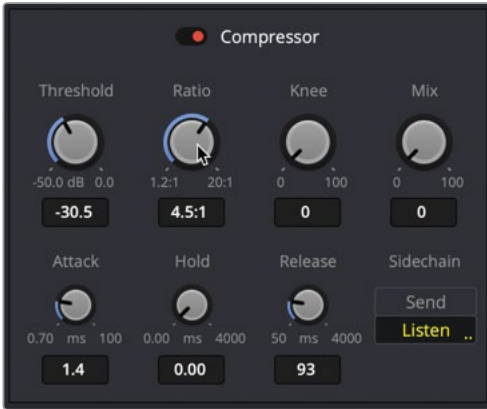 Compressor
Threshold Ratio Knee Mix
-50.0 dB 0.0 1.2:1 20:1 0 100 0 100
-30.5 4.5:1 0 0
Attack Hold Release Sidechain
Send
0.70 ms 100 0.00 ms 4000 50 ms 4000 Listen ..
1.4 0.00 93